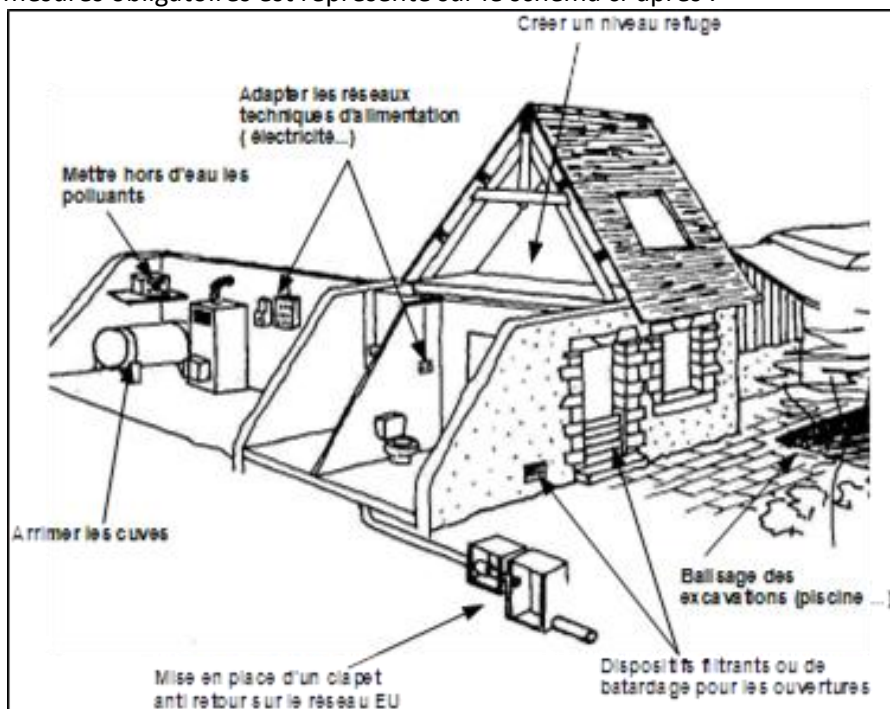 mesures obligatoires est représenté sur le schéma ci-après :
Créer un niveau refuge
Adapter les réseaux
techniques d'alimentation
( électricité...)
Mettre hors d'eau les
polluants
Arrimer les cuves
Balisage des
excavations (piscine ...)
Dispositifs filtrants ou de
batardage pour les ouvertures
Mise en place d'un clapet
anti retour sur le réseau EU